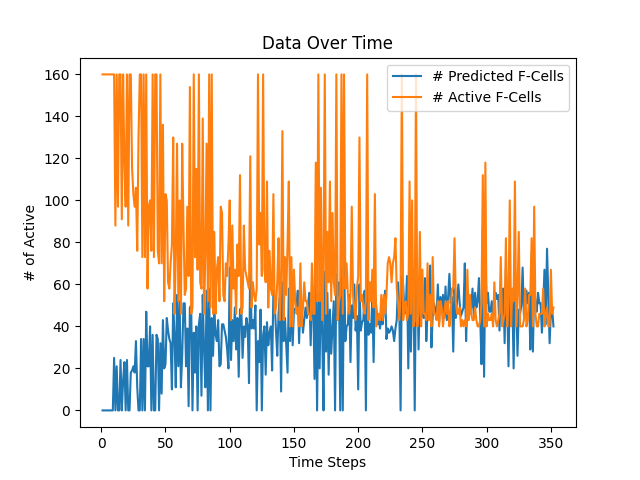 Data Over Time
# Predicted F-Cells
# Active F-Cells
# of Active
160
140
120
100
80
60
40
20
0
0 50 100 150 200 250 300 350
Time Steps